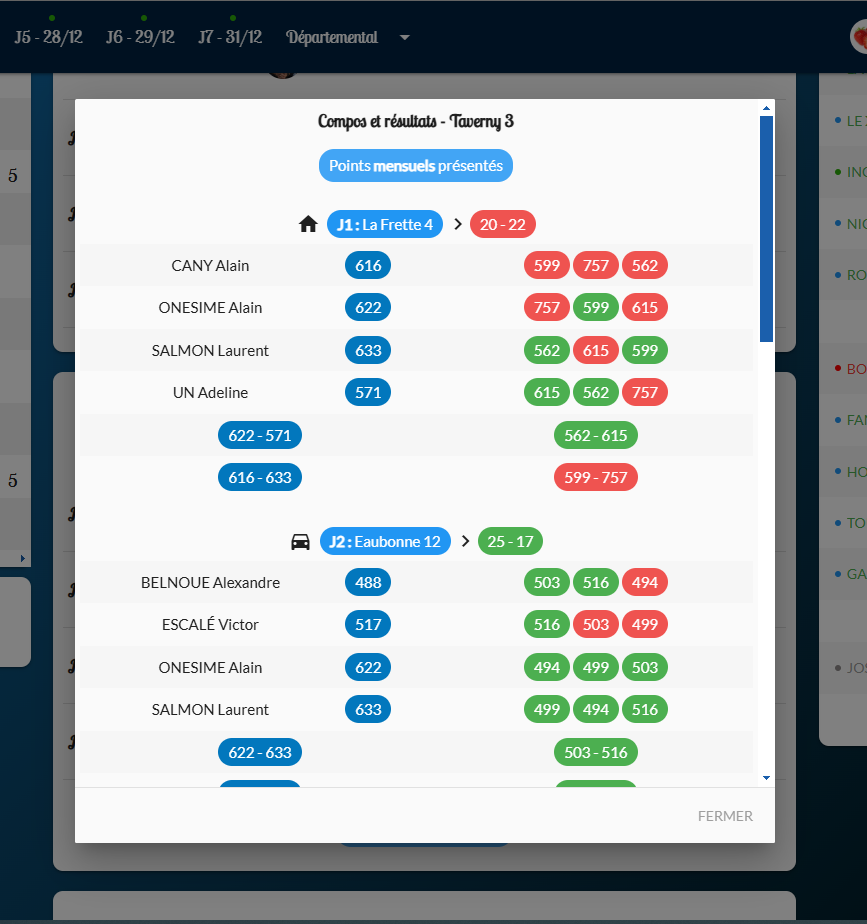 J5 - 28/12 J6 - 29/12 J7 - 31/12 Départemental
Compos et résultats - Taverny 3
Points mensuels présentés
J1 : La Frette 4 20 - 22
CANY Alain 616 599 757 562
ONESIME Alain 622 757 599 615
SALMON Laurent 633 562 615 599
UN Adeline 571 615 562 757
622 - 571 562 - 615
616 - 633 599 - 757
J2 : Eaubonne 12 25 - 17
BELNOUE Alexandre 488 503 516 494
ESCALÉ Victor 517 516 503 499
ONESIME Alain 622 494 499 503
SALMON Laurent 633 499 494 516
622 - 633 503 - 516
FERMER
5
5
LE
NIC
RO
BO
FAI
HO
TO
GA
JOS